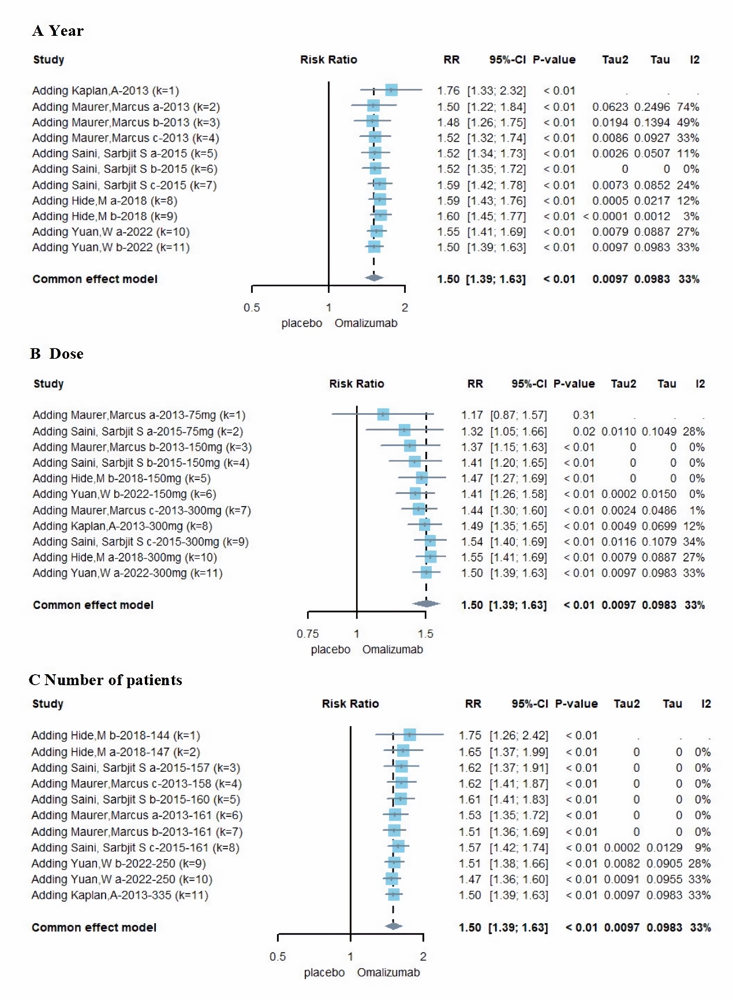 A Year
Study Risk Ratio RR 95%-CI P-value Tau2 Tau I2
Adding Kaplan,A-2013 (k=1) 1.76 [1.33; 2.32] < 0.01 . . .
Adding Maurer,Marcus a-2013 (k=2) 1.50 [1.22; 1.84] < 0.01 0.0623 0.2496 74%
Adding Maurer,Marcus b-2013 (k=3) 1.48 [1.26; 1.75] < 0.01 0.0194 0.1394 49%
Adding Maurer,Marcus c-2013 (k=4) 1.52 [1.32; 1.74] < 0.01 0.0086 0.0927 33%
Adding Saini, Sarbjit S a-2015 (k=5) 1.52 [1.34; 1.73] < 0.01 0.0026 0.0507 11%
Adding Saini, Sarbjit S b-2015 (k=6) 1.52 [1.35; 1.72] < 0.01 0 0 0%
Adding Saini, Sarbjit S c-2015 (k=7) 1.59 [1.42; 1.78] < 0.01 0.0073 0.0852 24%
Adding Hide,M a-2018 (k=8) 1.59 [1.43; 1.76] < 0.01 0.0005 0.0217 12%
Adding Hide,M b-2018 (k=9) 1.60 [1.45; 1.77] < 0.01 < 0.0001 0.0012 3%
Adding Yuan,W a-2022 (k=10) 1.55 [1.41; 1.69] < 0.01 0.0079 0.0887 27%
Adding Yuan,W b-2022 (k=11) 1.50 [1.39; 1.63] < 0.01 0.0097 0.0983 33%
Common effect model 1.50 [1.39; 1.63] < 0.01 0.0097 0.0983 33%
0.5 1 2
placebo Omalizumab
B Dose
Study Risk Ratio RR 95%-CI P-value Tau2 Tau I2
Adding Maurer,Marcus a-2013-75mg (k=1) 1.17 [0.87; 1.57] 0.31 . . .
Adding Saini, Sarbjit S a-2015-75mg (k=2) 1.32 [1.05; 1.66] 0.02 0.0110 0.1049 28%
Adding Maurer,Marcus b-2013-150mg (k=3) 1.37 [1.15; 1.63] < 0.01 0 0 0%
Adding Saini, Sarbjit S b-2015-150mg (k=4) 1.41 [1.20; 1.65] < 0.01 0 0 0%
Adding Hide,M b-2018-150mg (k=5) 1.47 [1.27; 1.69] < 0.01 0 0 0%
Adding Yuan,W b-2022-150mg (k=6) 1.41 [1.26; 1.58] < 0.01 0.0002 0.0150 0%
Adding Maurer,Marcus c-2013-300mg (k=7) 1.44 [1.30; 1.60] < 0.01 0.0024 0.0486 1%
Adding Kaplan,A-2013-300mg (k=8) 1.49 [1.35; 1.65] < 0.01 0.0049 0.0699 12%
Adding Saini, Sarbjit S c-2015-300mg (k=9) 1.54 [1.40; 1.69] < 0.01 0.0116 0.1079 34%
Adding Hide,M a-2018-300mg (k=10) 1.55 [1.41; 1.69] < 0.01 0.0079 0.0887 27%
Adding Yuan,W a-2022-300mg (k=11) 1.50 [1.39; 1.63] < 0.01 0.0097 0.0983 33%
Common effect model 1.50 [1.39; 1.63] < 0.01 0.0097 0.0983 33%
0.75 1 1.5
placebo Omalizumab
C Number of patients
Study Risk Ratio RR 95%-CI P-value Tau2 Tau I2
Adding Hide,M b-2018-144 (k=1) 1.75 [1.26; 2.42] < 0.01 . . .
Adding Hide,M a-2018-147 (k=2) 1.65 [1.37; 1.99] < 0.01 0 0 0%
Adding Saini, Sarbjit S a-2015-157 (k=3) 1.62 [1.37; 1.91] < 0.01 0 0 0%
Adding Maurer,Marcus c-2013-158 (k=4) 1.62 [1.41; 1.87] < 0.01 0 0 0%
Adding Saini, Sarbjit S b-2015-160 (k=5) 1.61 [1.41; 1.83] < 0.01 0 0 0%
Adding Maurer,Marcus a-2013-161 (k=6) 1.53 [1.35; 1.72] < 0.01 0 0 0%
Adding Maurer,Marcus b-2013-161 (k=7) 1.51 [1.36; 1.69] < 0.01 0 0 0%
Adding Saini, Sarbjit S c-2015-161 (k=8) 1.57 [1.42; 1.74] < 0.01 0.0002 0.0129 9%
Adding Yuan,W b-2022-250 (k=9) 1.51 [1.38; 1.66] < 0.01 0.0082 0.0905 28%
Adding Yuan,W a-2022-250 (k=10) 1.47 [1.36; 1.60] < 0.01 0.0091 0.0955 33%
Adding Kaplan,A-2013-335 (k=11) 1.50 [1.39; 1.63] < 0.01 0.0097 0.0983 33%
Common effect model 1.50 [1.39; 1.63] < 0.01 0.0097 0.0983 33%
0.5 1 2
placebo Omalizumab